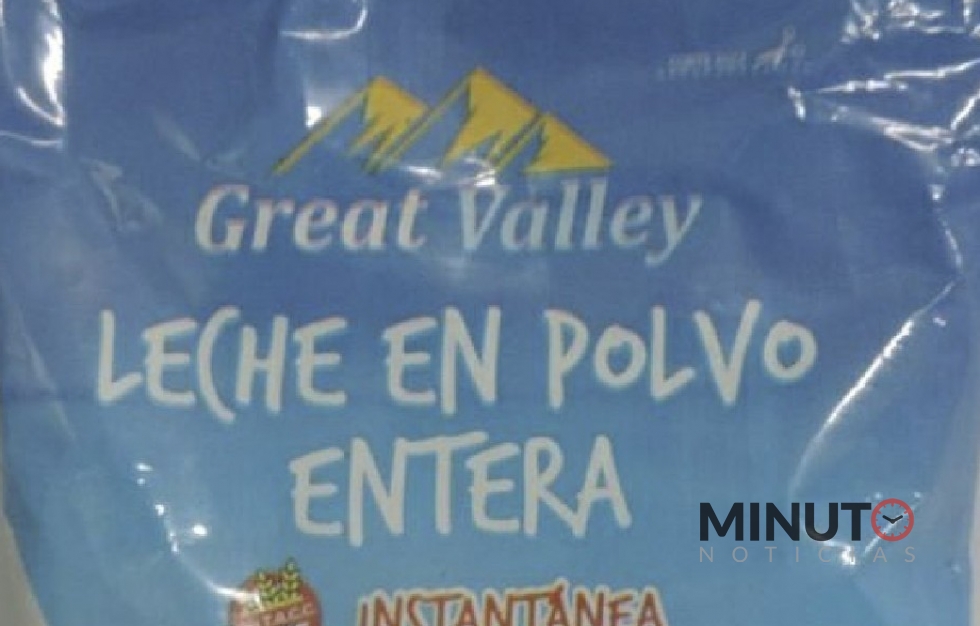 Great Valley
LECHE EN POLVO
ENTERA
MINUTO
NOTICIAS
INSTANTÁNEA